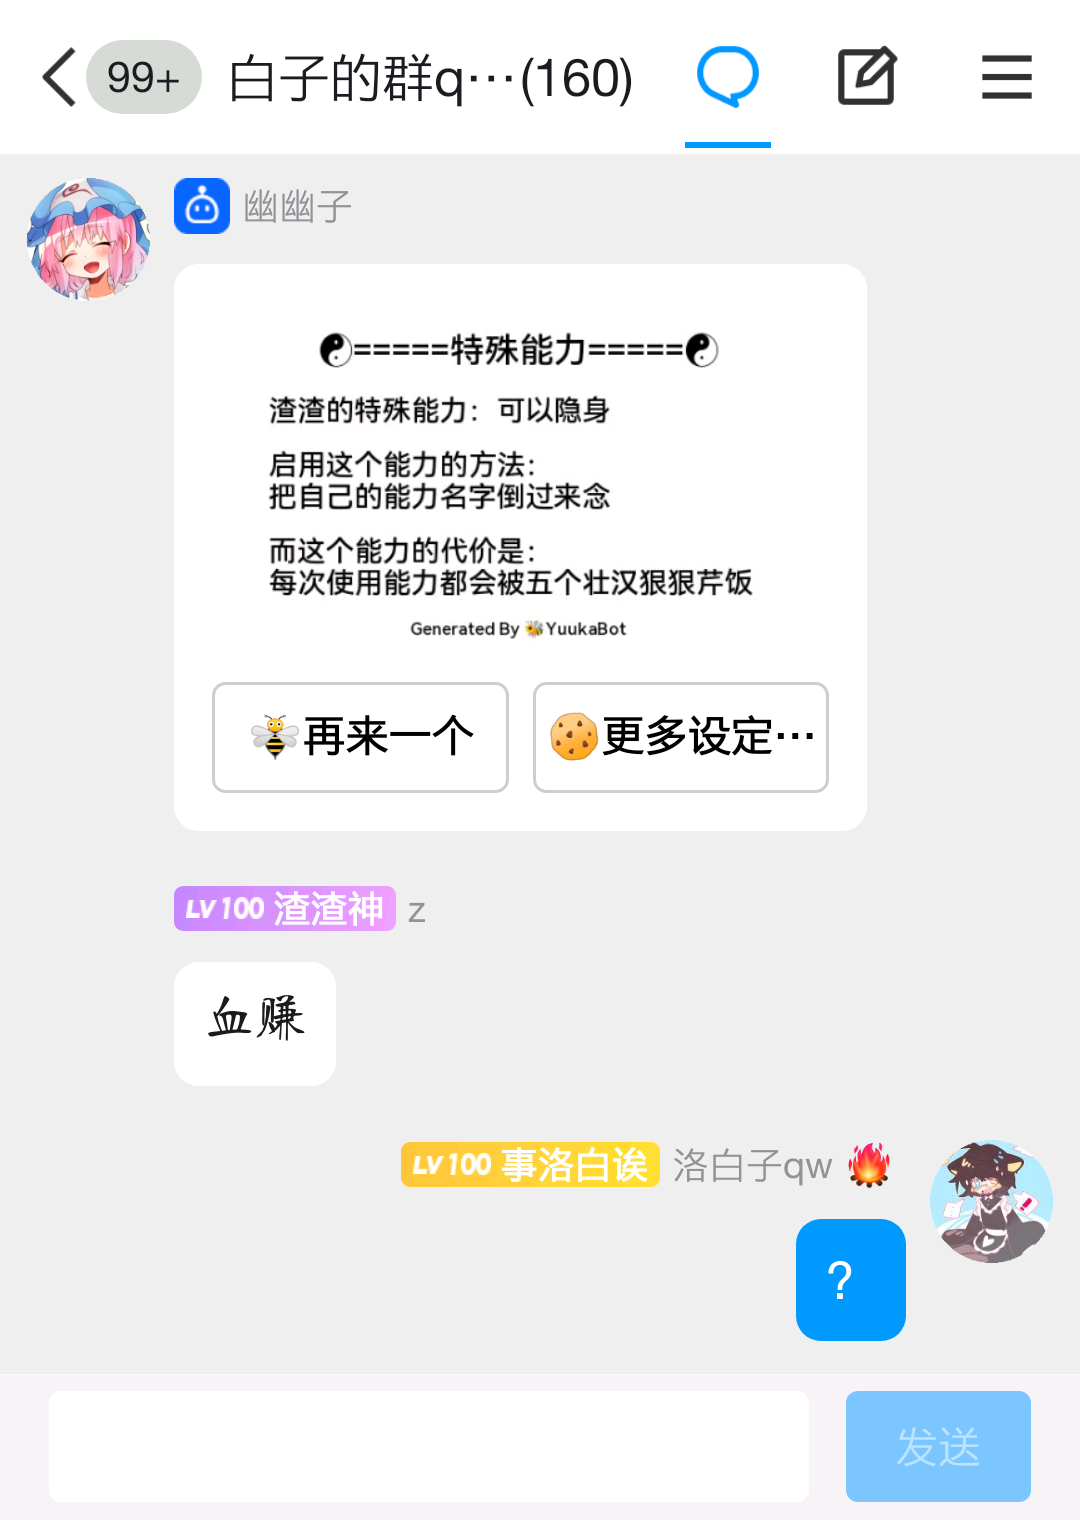 99+ 白子的群q…(160)
幽幽子
☯=====特殊能力=====☯
渣渣的特殊能力：可以隐身
启用这个能力的方法：
把自己的能力名字倒过来念
而这个能力的代价是：
每次使用能力都会被五个壮汉狠狠芹饭
Generated By 🐝YuukaBot
🐝再来一个
🍪更多设定…
LV100 渣渣神 z
血赚
LV100 事洛白诶 洛白子qw 🔥
？
发送